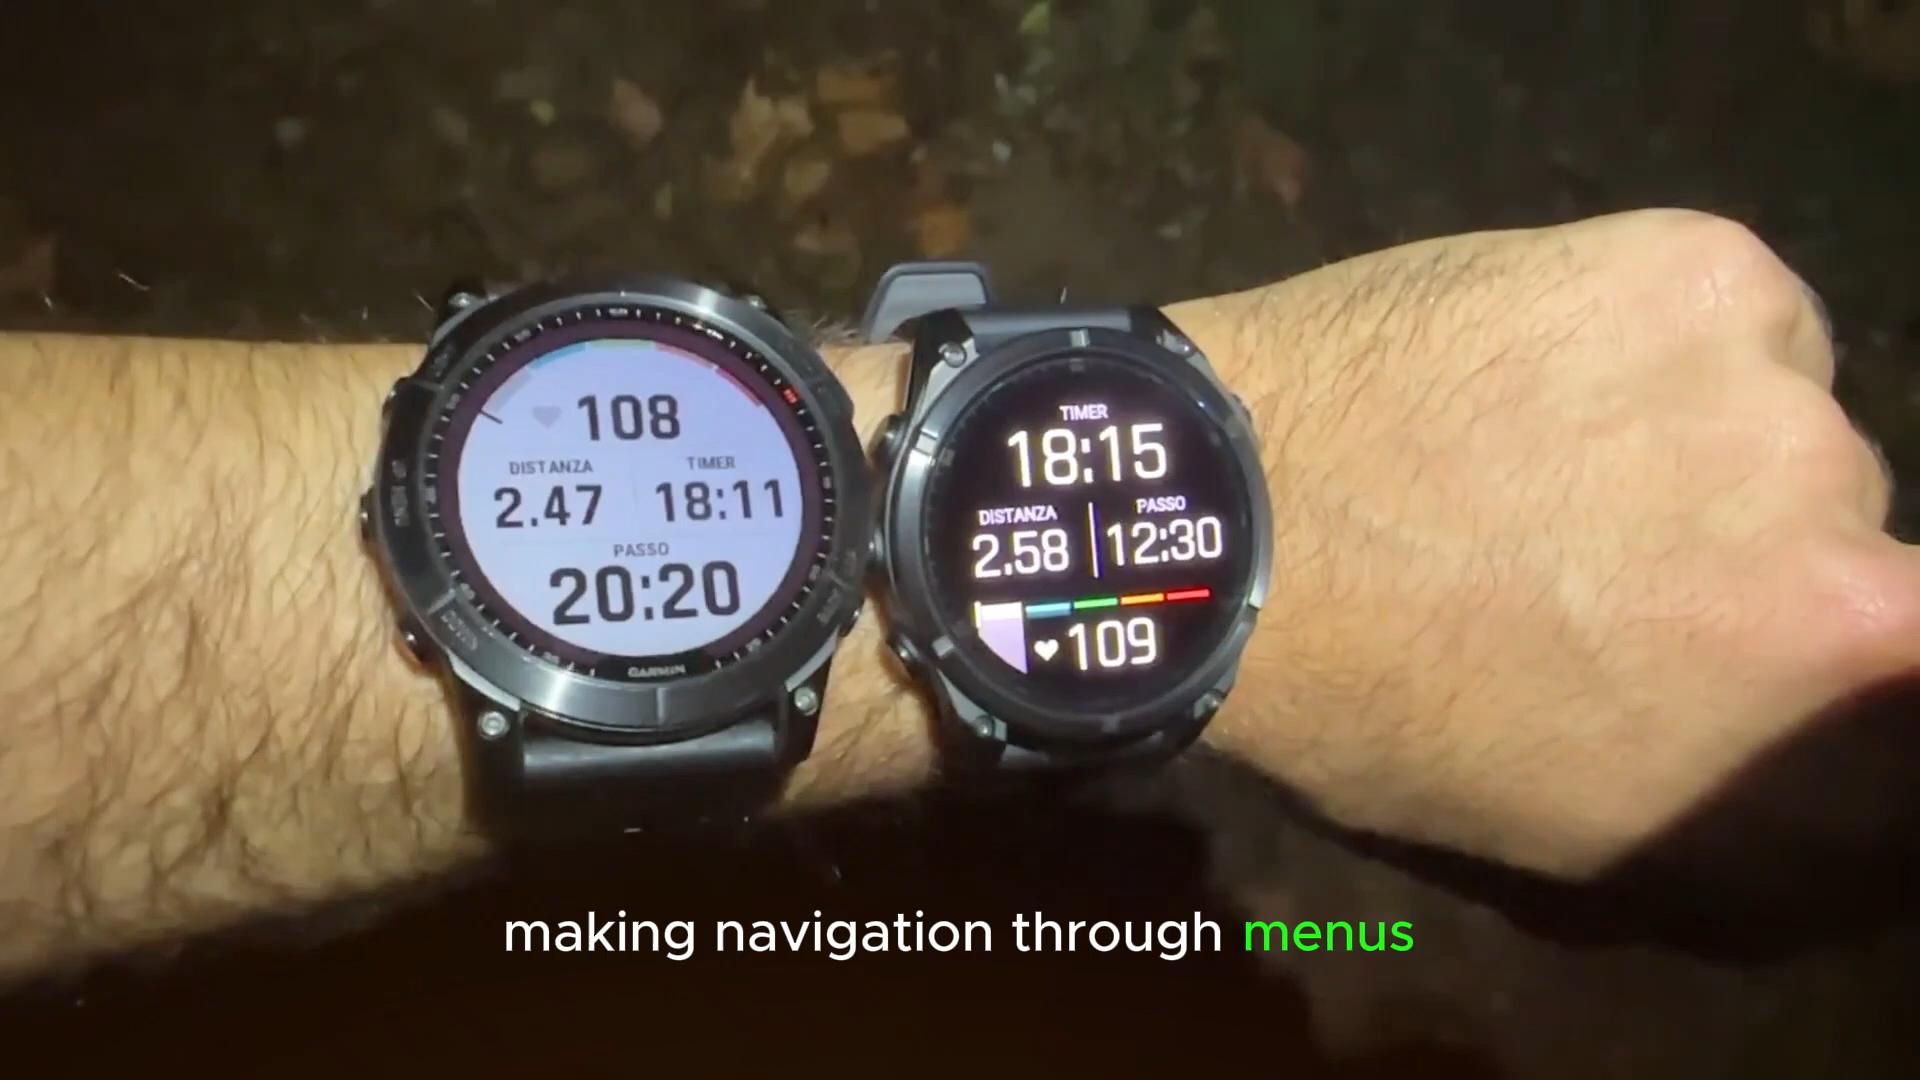 108
DISTANZA TIMER
2.47 18:11
PASSO
20:20
GARMIN
TIMER
18:15
DISTANZA PASSO
2.58 12:30
109
making navigation through menus